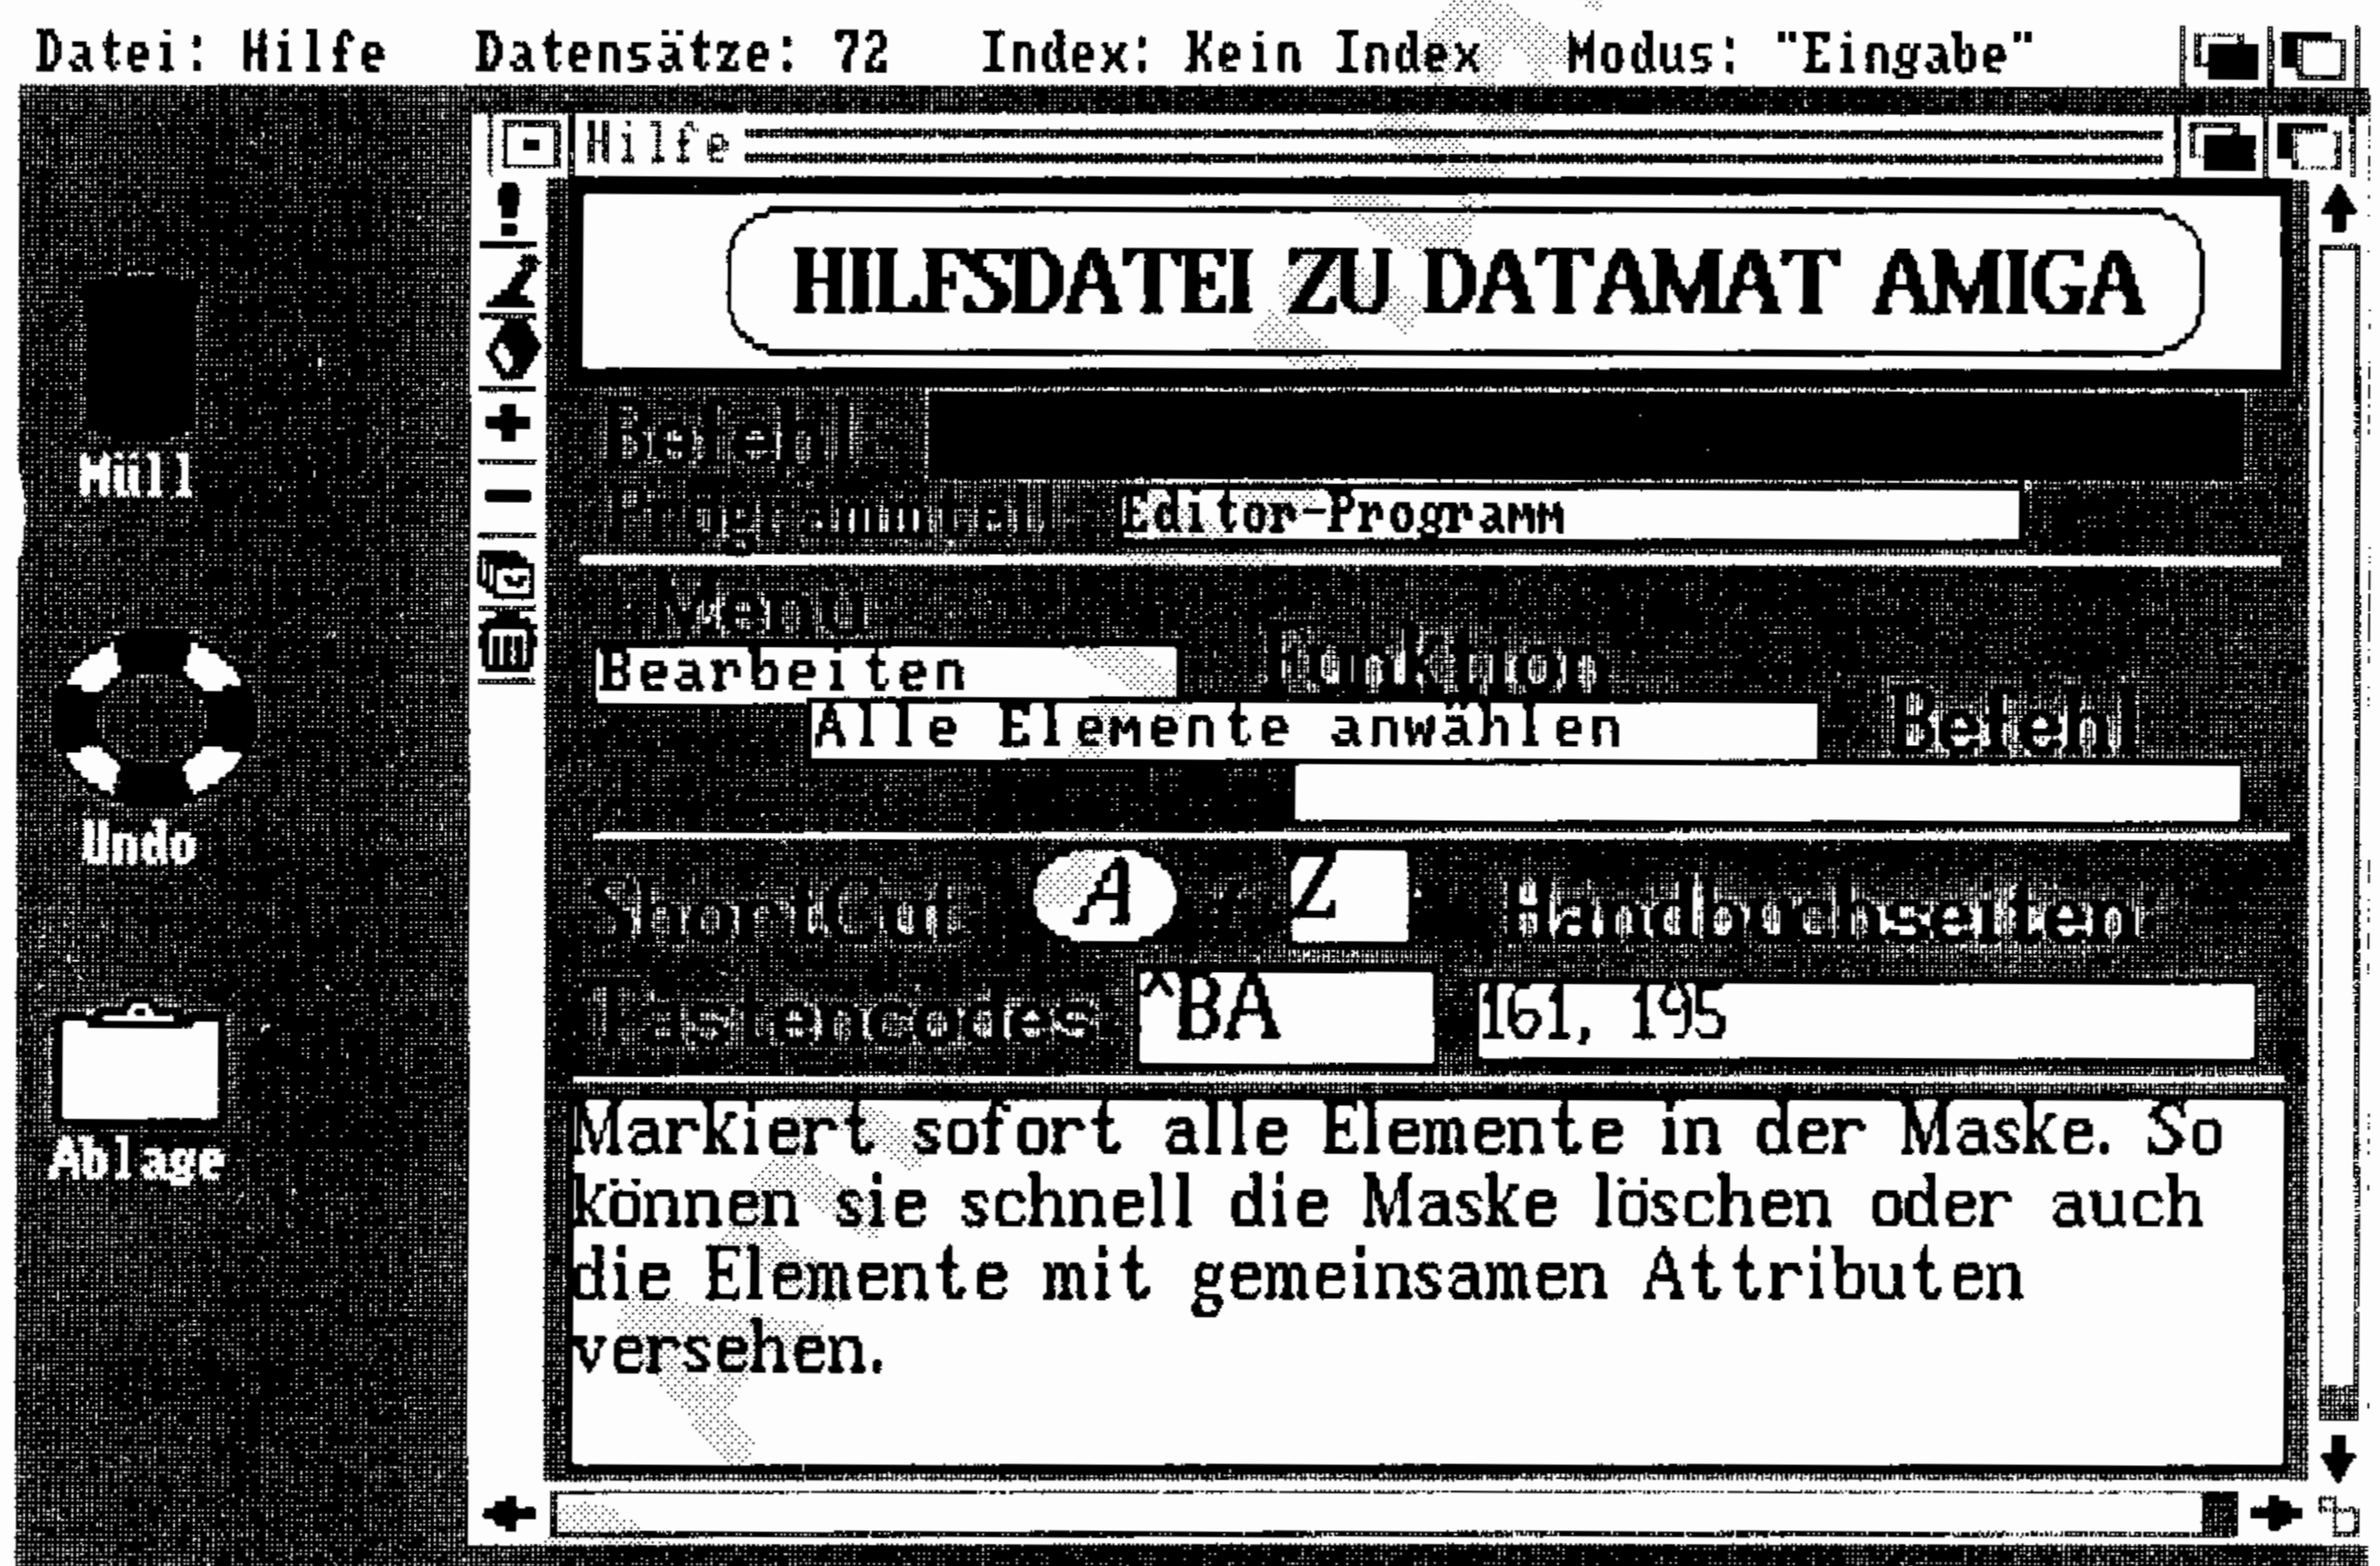 Datei: Hilfe Datensätze: 72 Index: Kein Index Modus: "Eingabe"
Hilfe
HILFSDATEI ZU DATAMAT AMIGA
Befehl:
Programmteil: Editor-Programm
Menü
Bearbeiten
Funktion
Alle Elemente anwählen
Befehl
ShortCut: A / Z
Handbuchseiten:
Tastencodes: ^BA
161, 195
Markiert sofort alle Elemente in der Maske. So
können sie schnell die Maske löschen oder auch
die Elemente mit gemeinsamen Attributen
versehen.
Müll
Undo
Ablage